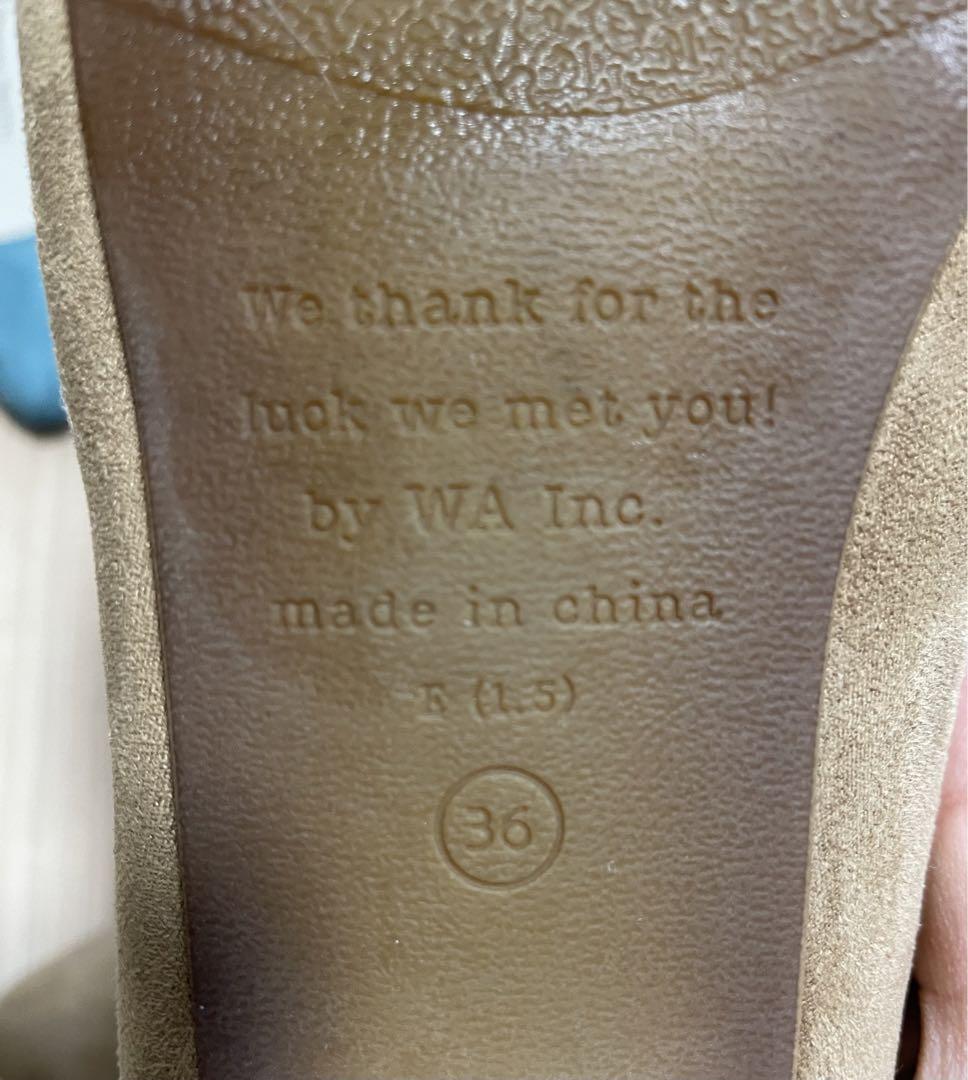 We thank for the
luck we met you!
by WA Inc.
made in china
E (1.5)
36